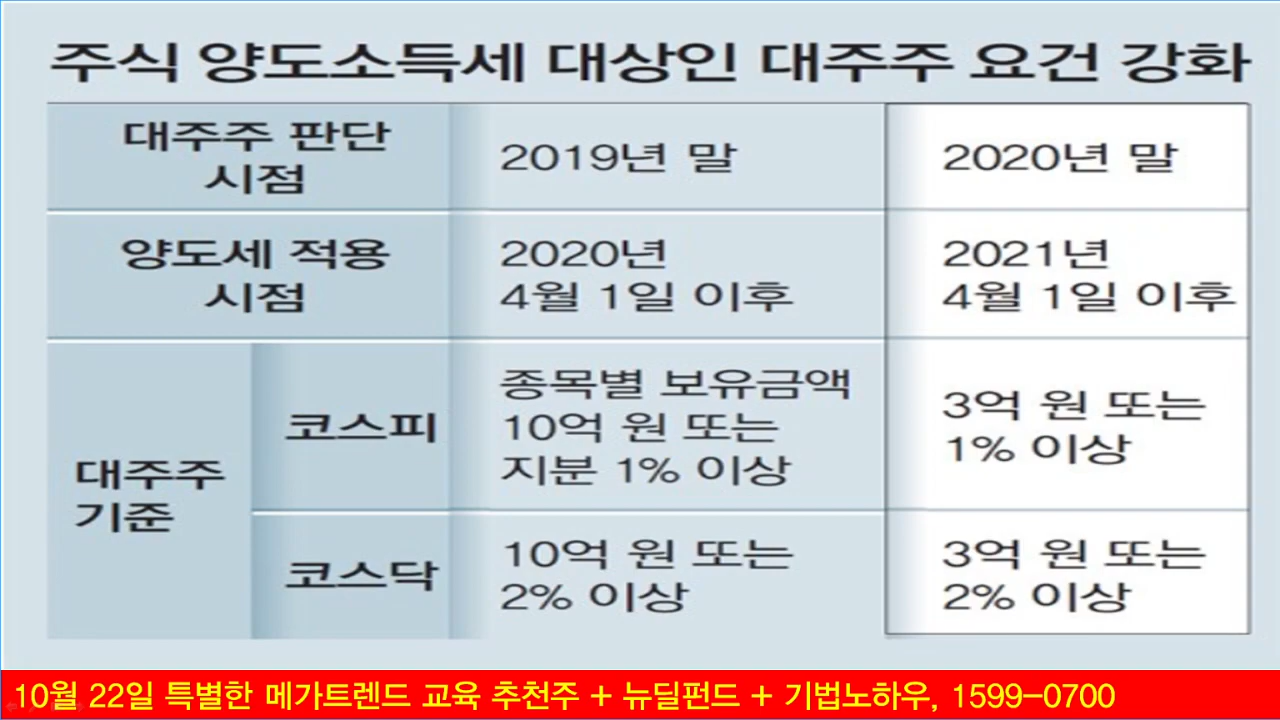 주식 양도소득세 대상인 대주주 요건 강화
대주주 판단
시점
2019년 말
2020년 말
양도세 적용
시점
2020년
4월 1일 이후
2021년
4월 1일 이후
대주주
기준
코스피
종목별 보유금액
10억 원 또는
지분 1% 이상
3억 원 또는
1% 이상
코스닥
10억 원 또는
2% 이상
3억 원 또는
2% 이상
10월 22일 특별한 메가트렌드 교육 추천주 + 뉴딜펀드 + 기법노하우, 1599-0700